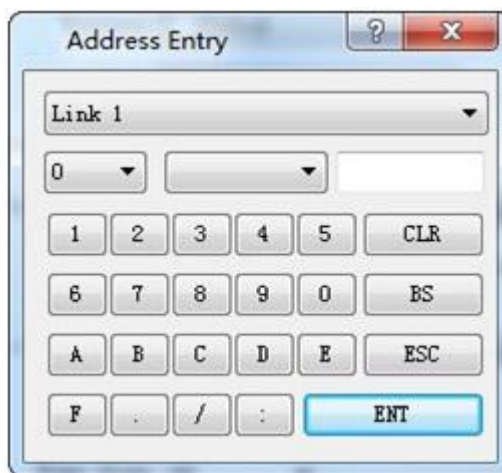 Address Entry ?
Link 1
0
1 2 3 4 5 CLR
6 7 8 9 0 BS
A B C D E ESC
F . / : ENT